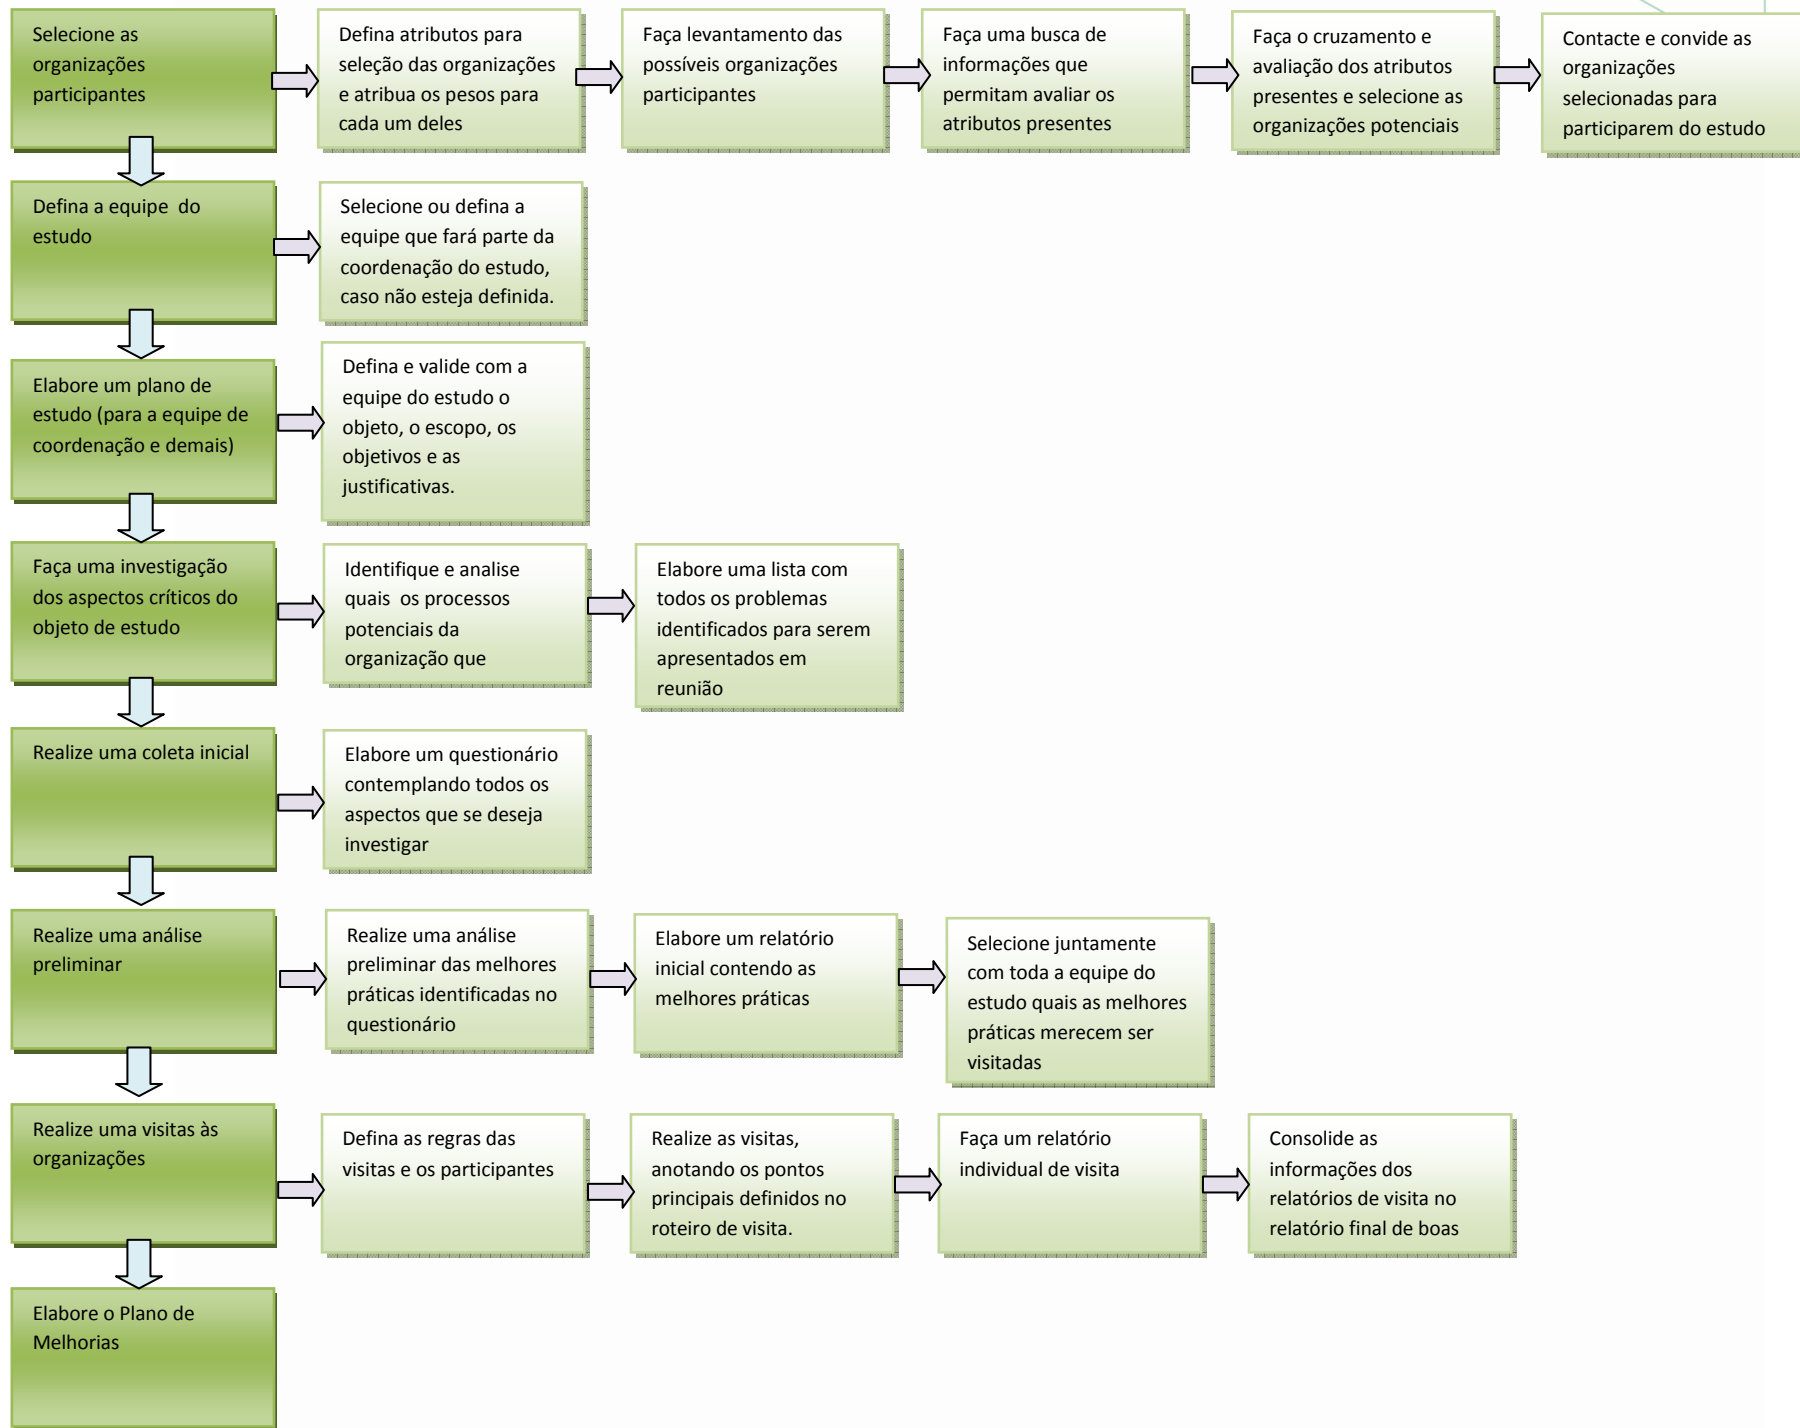 Selecione as
organizações
participantes
Defina atributos para
seleção das organizações
e atribua os pesos para
cada um deles
Faça levantamento das
possíveis organizações
participantes
Faça uma busca de
informações que
permitam avaliar os
atributos presentes
Faça o cruzamento e
avaliação dos atributos
presentes e selecione as
organizações potenciais
Contacte e convide as
organizações
selecionadas para
participarem do estudo
Defina a equipe  do
estudo
Selecione ou defina a
equipe que fará parte da
coordenação do estudo,
caso não esteja definida.
Elabore um plano de
estudo (para a equipe de
coordenação e demais)
Defina e valide com a
equipe do estudo o
objeto, o escopo, os
objetivos e as
justificativas.
Faça uma investigação
dos aspectos críticos do
objeto de estudo
Identifique e analise
quais  os processos
potenciais da
organização que
Elabore uma lista com
todos os problemas
identificados para serem
apresentados em
reunião
Realize uma coleta inicial
Elabore um questionário
contemplando todos os
aspectos que se deseja
investigar
Realize uma análise
preliminar
Realize uma análise
preliminar das melhores
práticas identificadas no
questionário
Elabore um relatório
inicial contendo as
melhores práticas
Selecione juntamente
com toda a equipe do
estudo quais as melhores
práticas merecem ser
visitadas
Realize uma visitas às
organizações
Defina as regras das
visitas e os participantes
Realize as visitas,
anotando os pontos
principais definidos no
roteiro de visita.
Faça um relatório
individual de visita
Consolide as
informações dos
relatórios de visita no
relatório final de boas
Elabore o Plano de
Melhorias